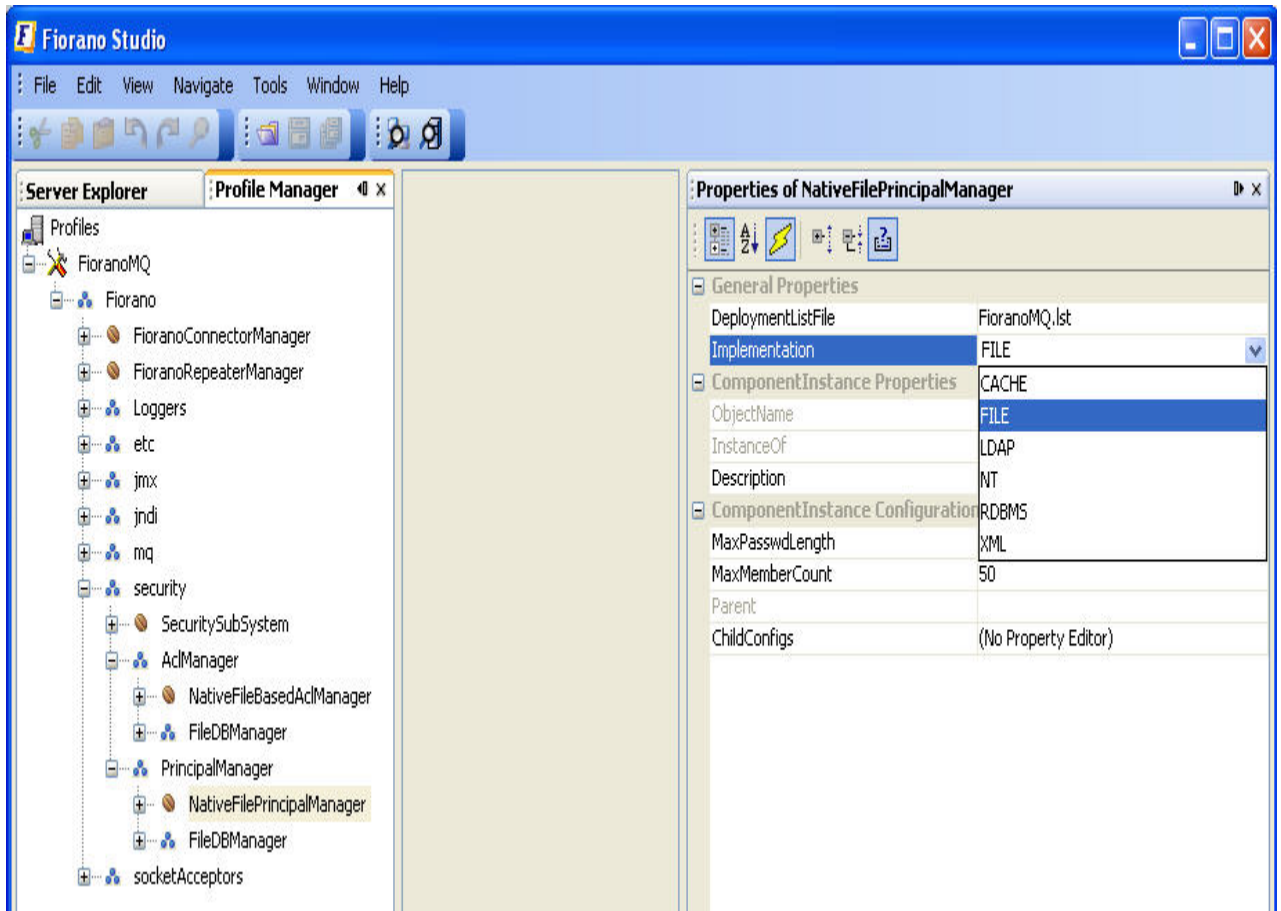 Fiorano Studio
File Edit View Navigate Tools Window Help
Server Explorer
Profile Manager
Profiles
FioranoMQ
Fiorano
FioranoConnectorManager
FioranoRepeaterManager
Loggers
etc
jmx
jndi
mq
security
SecuritySubSystem
AclManager
NativeFileBasedAclManager
FileDBManager
PrincipalManager
NativeFilePrincipalManager
FileDBManager
socketAcceptors
Properties of NativeFilePrincipalManager
General Properties
DeploymentListFile FioranoMQ.lst
Implementation FILE
ComponentInstance Properties
ObjectName
InstanceOf
Description
ComponentInstance Configuration
MaxPasswdLength
MaxMemberCount 50
Parent
ChildConfigs (No Property Editor)
CACHE
FILE
LDAP
NT
RDBMS
XML